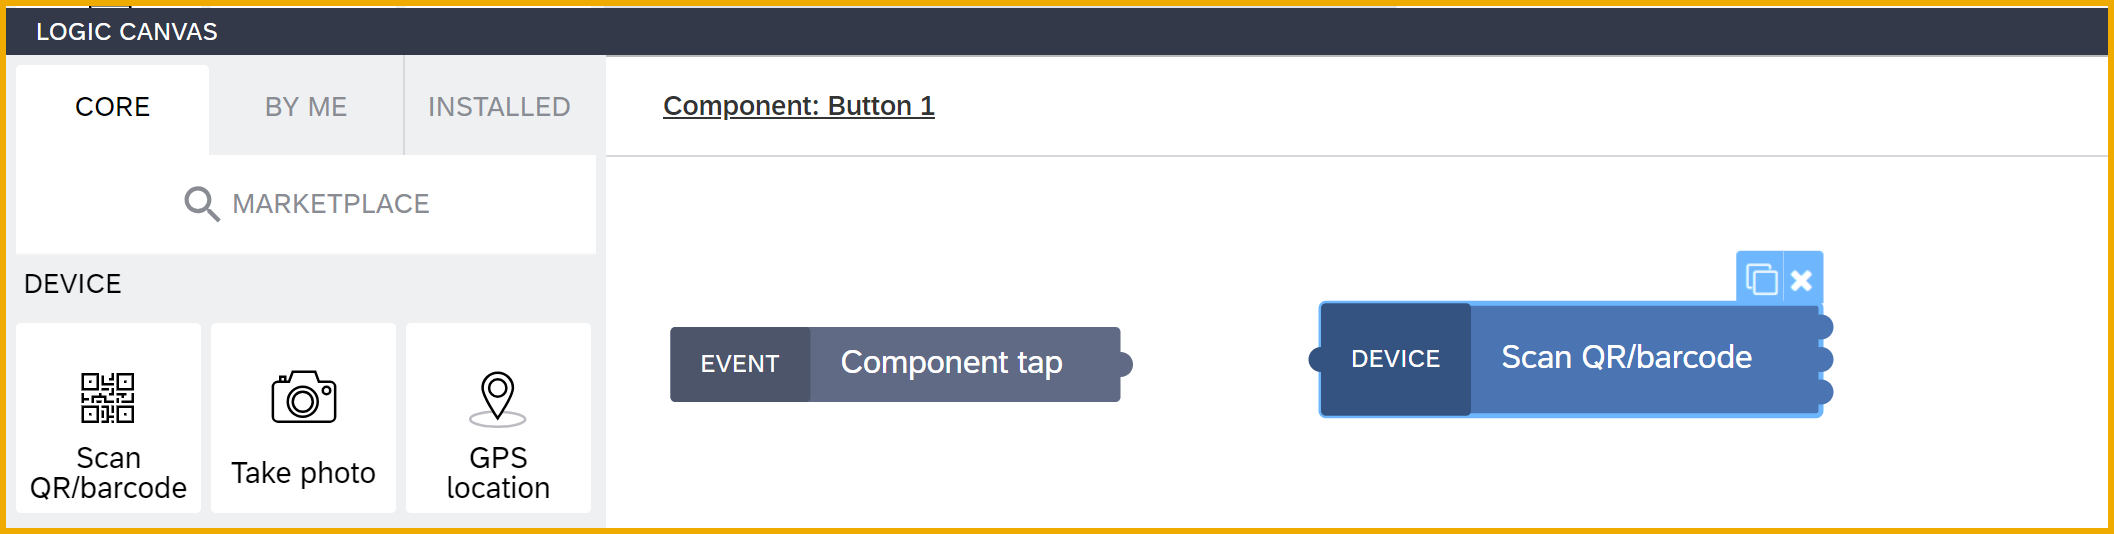 LOGIC CANVAS
CORE
BY ME
INSTALLED
Component: Button 1
MARKETPLACE
DEVICE
EVENT
Component tap
DEVICE
Scan QR/barcode
Scan
QR/barcode
Take photo
GPS
location